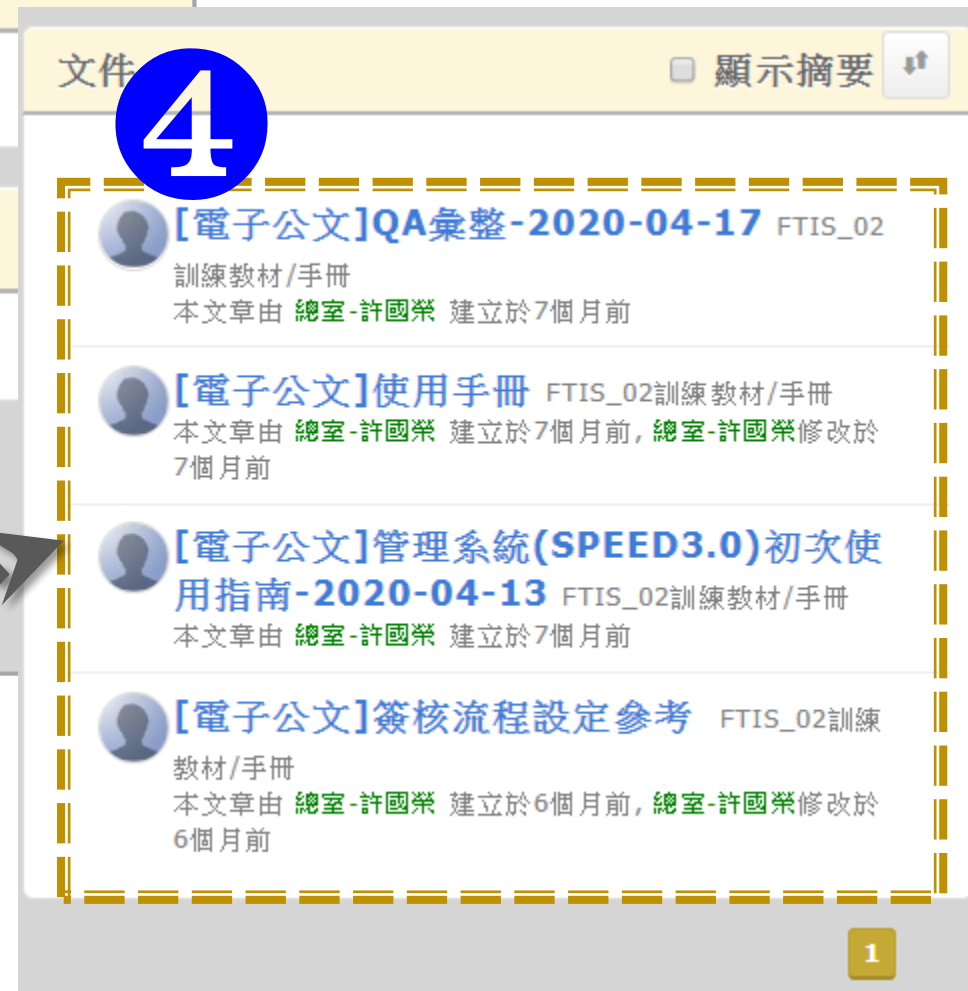 文件
4
顯示摘要
[電子公文]QA彙整-2020-04-17 FTIS_02
訓練教材/手冊
本文章由 總室-許國榮 建立於7個月前
[電子公文]使用手冊 FTIS_02訓練教材/手冊
本文章由 總室-許國榮 建立於7個月前, 總室-許國榮修改於
7個月前
[電子公文]管理系統(SPEED3.0)初次使
用指南-2020-04-13 FTIS_02訓練教材/手冊
本文章由 總室-許國榮 建立於7個月前
[電子公文]簽核流程設定參考 FTIS_02訓練
教材/手冊
本文章由 總室-許國榮 建立於6個月前, 總室-許國榮修改於
6個月前
1